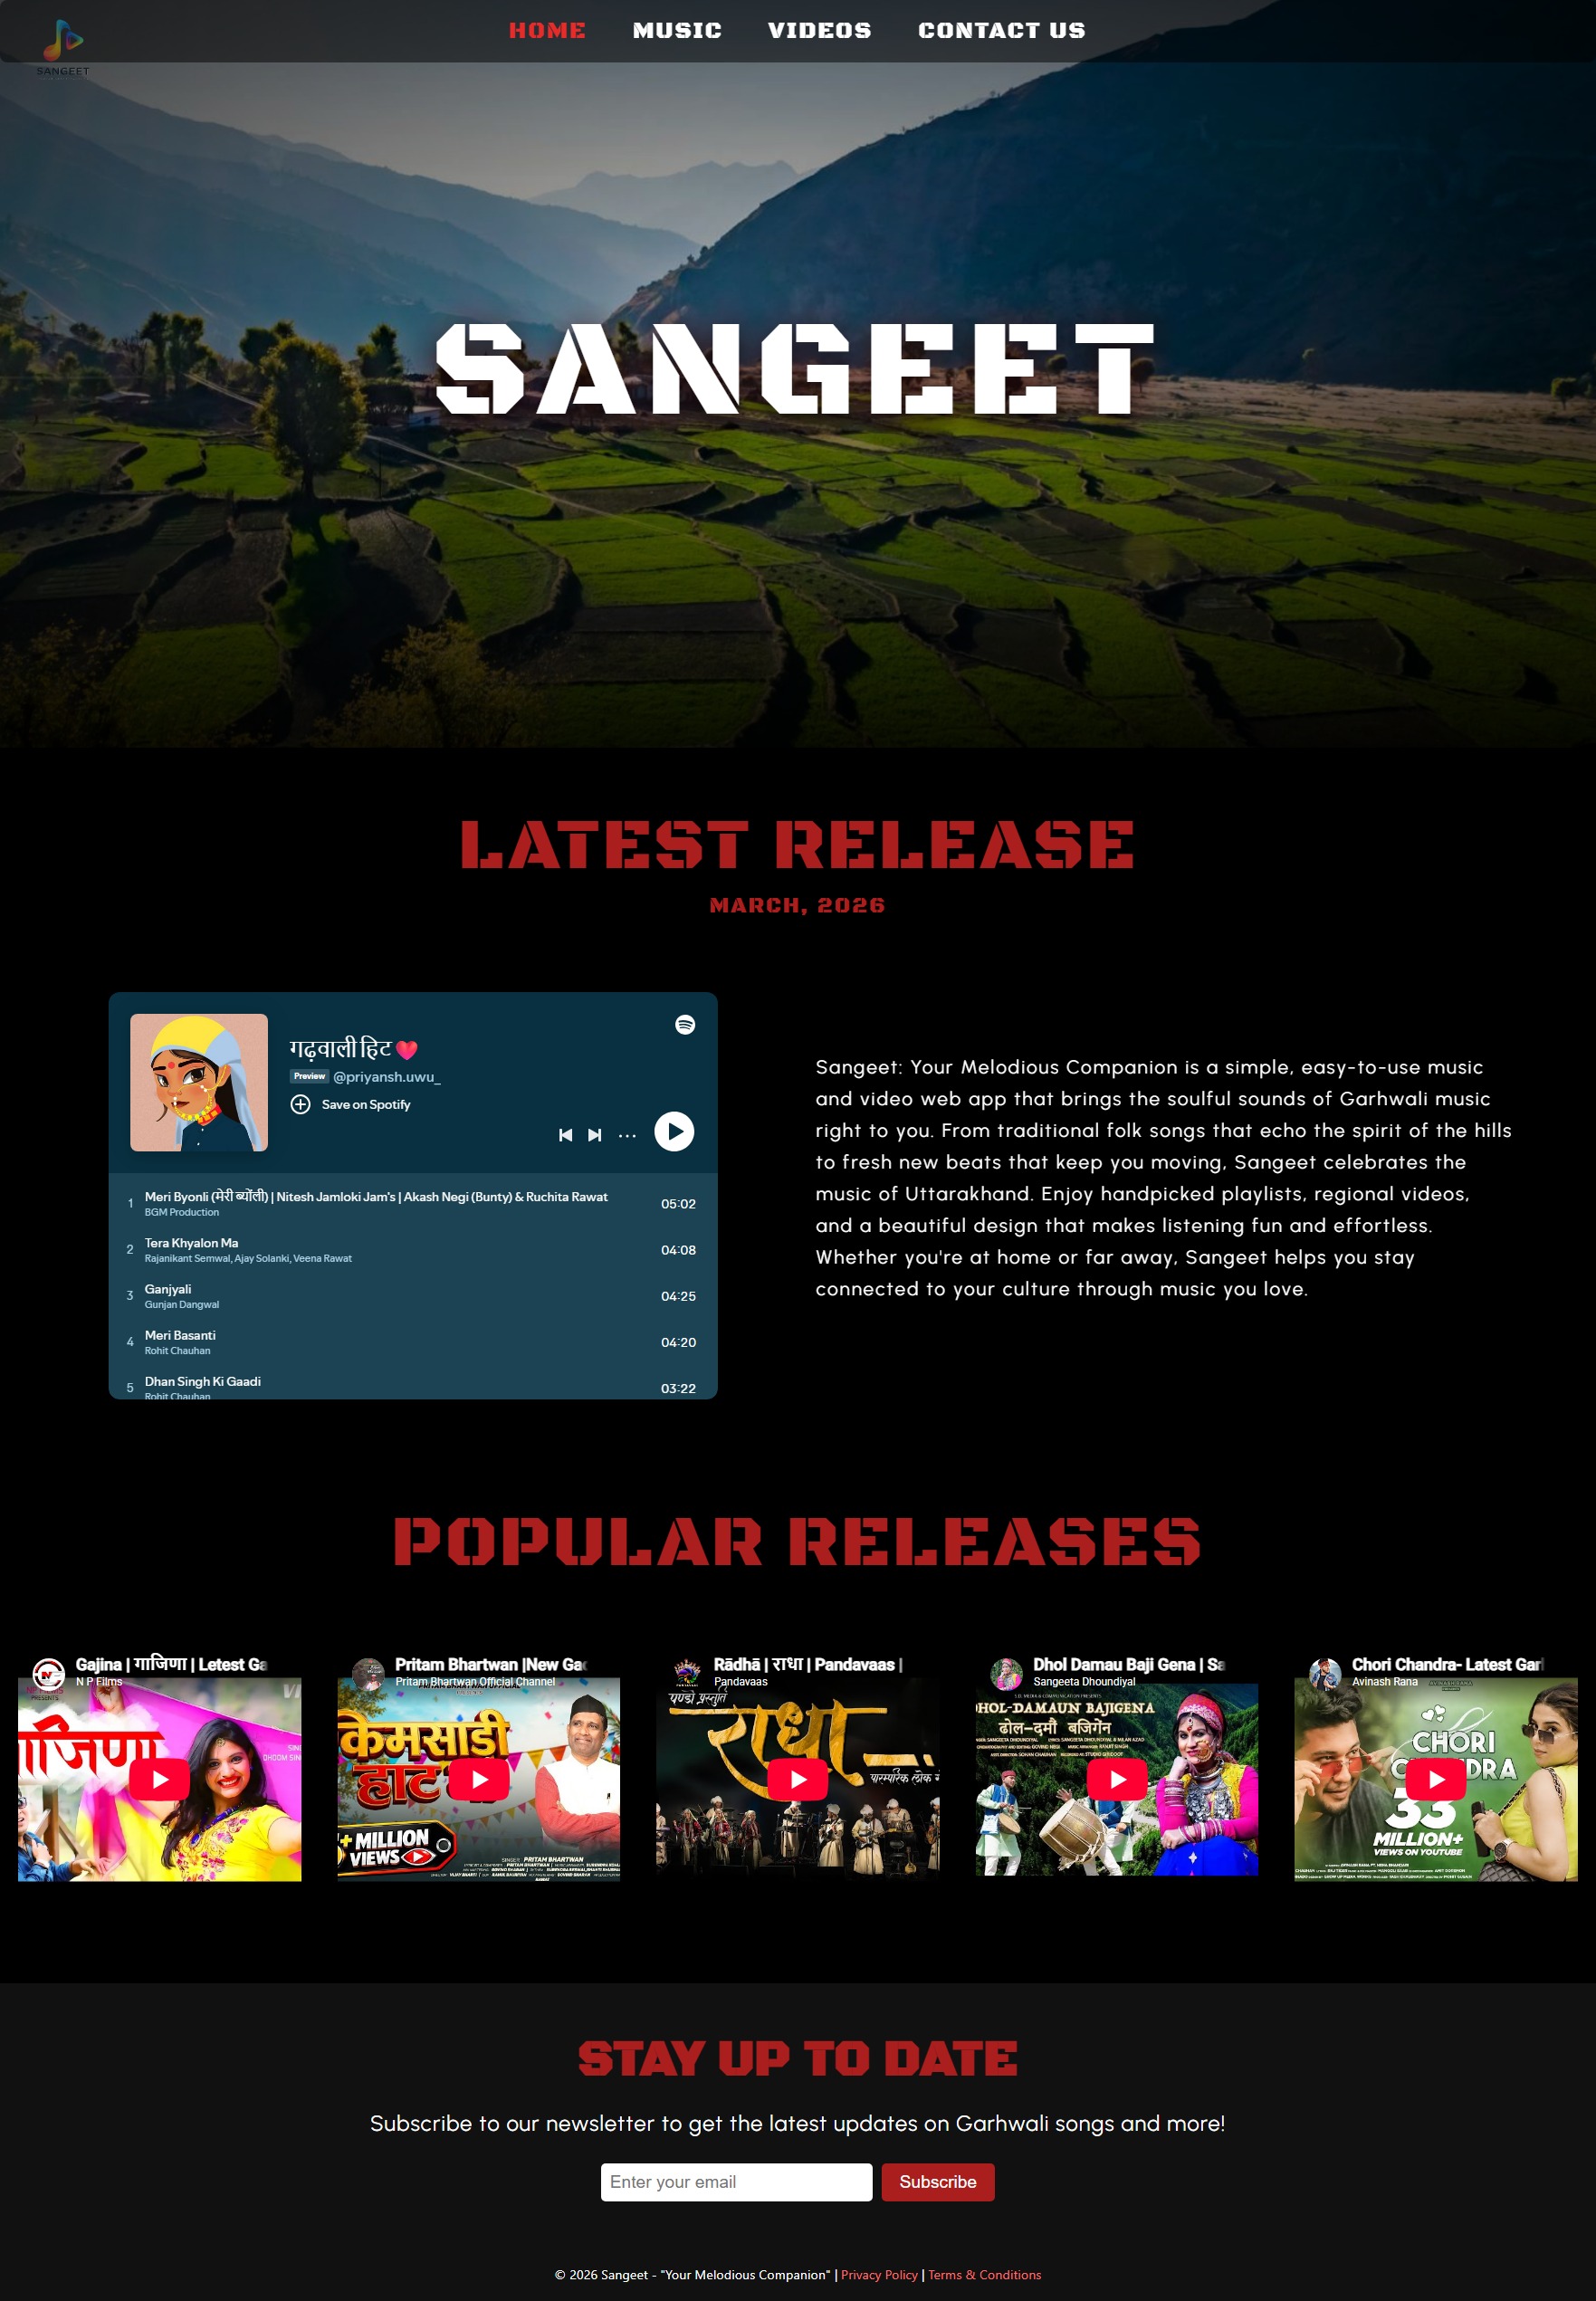 SANGEET
HOME MUSIC VIDEOS CONTACT US
SANGEET
LATEST RELEASE
MARCH, 2026
गढ़वाली हिट ❤️
Preview @priyansh.uwu_
Save on Spotify
1 Meri Byonli (मेरी ब्योंली) | Nitesh Jamloki Jam's | Akash Negi (Bunty) & Ruchita Rawat 05:02
BGM Production
2 Tera Khyalon Ma 04:08
Rajanikant Semwal, Ajay Solanki, Veena Rawat
3 Ganjyali 04:25
Gunjan Dangwal
4 Meri Basanti 04:20
Rohit Chauhan
5 Dhan Singh Ki Gaadi 03:22
Rohit Chauhan
Sangeet: Your Melodious Companion is a simple, easy-to-use music
and video web app that brings the soulful sounds of Garhwali music
right to you. From traditional folk songs that echo the spirit of the hills
to fresh new beats that keep you moving, Sangeet celebrates the
music of Uttarakhand. Enjoy handpicked playlists, regional videos,
and a beautiful design that makes listening fun and effortless.
Whether you're at home or far away, Sangeet helps you stay
connected to your culture through music you love.
POPULAR RELEASES
Gajina | गाजिणा | Letest Ga
N P Films
PRESENTS
Pritam Bhartwan |New Ga
Pritam Bhartwan Official Channel
किमसाडी
हाट
+ MILLION
VIEWS
SINGER PRITAM BHARTWAN
Rādhā | राधा | Pandavaas |
Pandavaas
पण्डौ प्रस्तुति
राधा
पारम्परिक लोक
Dhol Damau Baji Gena | Sa
Sangeeta Dhoundiyal
DHOL-DAMAUN BAJIGENA
ढोल-दमौ बजिगेंन
Chori Chandra- Latest Gar
Avinash Rana
CHORI
33
MILLION+
VIEWS ON YOUTUBE
STAY UP TO DATE
Subscribe to our newsletter to get the latest updates on Garhwali songs and more!
Enter your email Subscribe
© 2026 Sangeet - "Your Melodious Companion" | Privacy Policy | Terms & Conditions